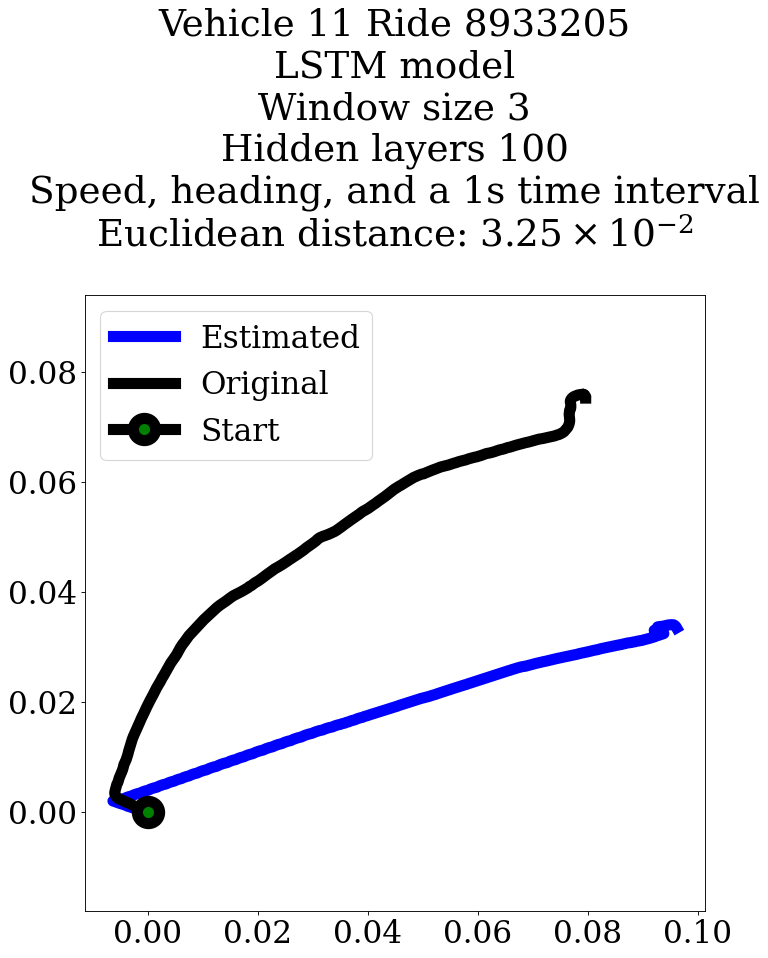 Vehicle 11 Ride 8933205
LSTM model
Window size 3
Hidden layers 100
Speed, heading, and a 1s time interval
Euclidean distance: 3.25 × 10⁻²
Estimated
Original
Start
0.08
0.06
0.04
0.02
0.00
0.00 0.02 0.04 0.06 0.08 0.10